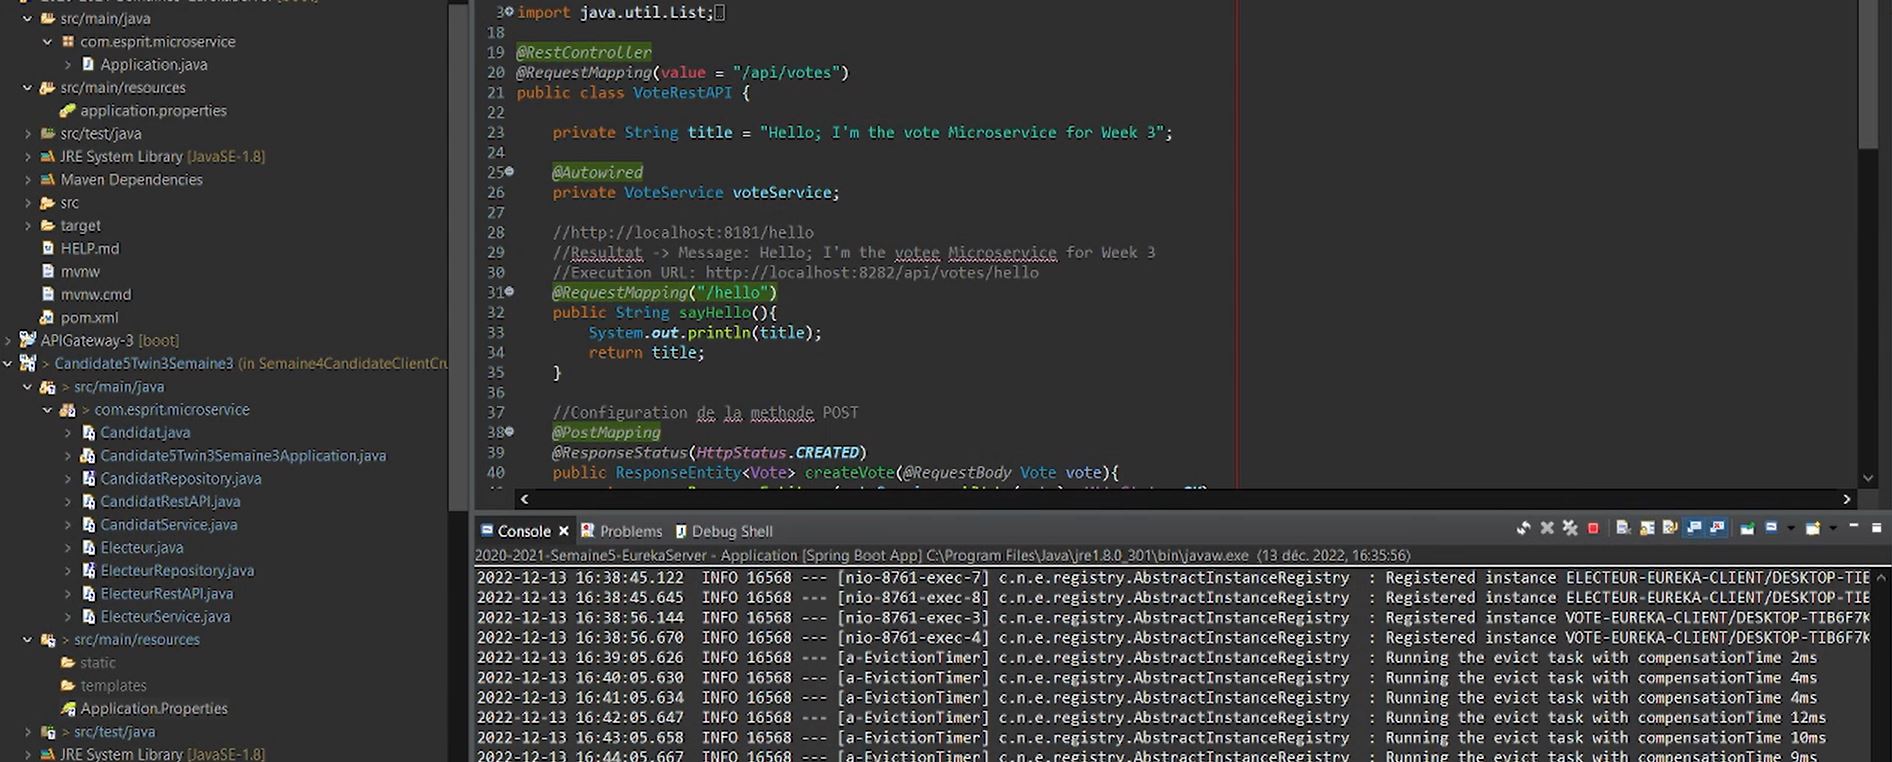 src/main/java
com.esprit.microservice
Application.java
src/main/resources
application.properties
src/test/java
JRE System Library [JavaSE-1.8]
Maven Dependencies
src
target
HELP.md
mvnw
mvnw.cmd
pom.xml
APIGateway-3 [boot]
> Candidate5Twin3Semaine3 (in Semaine4CandidateClientCru
> src/main/java
> com.esprit.microservice
Candidat.java
Candidate5Twin3Semaine3Application.java
CandidatRepository.java
CandidatRestAPI.java
CandidatService.java
Electeur.java
ElecteurRepository.java
ElecteurRestAPI.java
ElecteurService.java
> src/main/resources
static
templates
Application.Properties
> src/test/java
JRE System Library [JavaSE-1.8]
3 import java.util.List;
18
19 @RestController
20 @RequestMapping(value = "/api/votes")
21 public class VoteRestAPI {
22
23 private String title = "Hello; I'm the vote Microservice for Week 3";
24
25 @Autowired
26 private VoteService voteService;
27
28 //http://localhost:8181/hello
29 //Resultat -> Message: Hello; I'm the votee Microservice for Week 3
30 //Execution URL: http://localhost:8282/api/votes/hello
31 @RequestMapping("/hello")
32 public String sayHello(){
33 System.out.println(title);
34 return title;
35 }
36
37 //Configuration de la methode POST
38 @PostMapping
39 @ResponseStatus(HttpStatus.CREATED)
40 public ResponseEntity<Vote> createVote(@RequestBody Vote vote){
Console Problems Debug Shell
2020-2021-Semaine5-EurekaServer - Application [Spring Boot App] C:\Program Files\Java\jre1.8.0_301\bin\javaw.exe (13 déc. 2022, 16:35:56)
2022-12-13 16:38:45.122 INFO 16568 --- [nio-8761-exec-7] c.n.e.registry.AbstractInstanceRegistry : Registered instance ELECTEUR-EUREKA-CLIENT/DESKTOP-TIE
2022-12-13 16:38:45.645 INFO 16568 --- [nio-8761-exec-8] c.n.e.registry.AbstractInstanceRegistry : Registered instance ELECTEUR-EUREKA-CLIENT/DESKTOP-TIE
2022-12-13 16:38:56.144 INFO 16568 --- [nio-8761-exec-3] c.n.e.registry.AbstractInstanceRegistry : Registered instance VOTE-EUREKA-CLIENT/DESKTOP-TIB6F7K
2022-12-13 16:38:56.670 INFO 16568 --- [nio-8761-exec-4] c.n.e.registry.AbstractInstanceRegistry : Registered instance VOTE-EUREKA-CLIENT/DESKTOP-TIB6F7K
2022-12-13 16:39:05.626 INFO 16568 --- [a-EvictionTimer] c.n.e.registry.AbstractInstanceRegistry : Running the evict task with compensationTime 2ms
2022-12-13 16:40:05.630 INFO 16568 --- [a-EvictionTimer] c.n.e.registry.AbstractInstanceRegistry : Running the evict task with compensationTime 4ms
2022-12-13 16:41:05.634 INFO 16568 --- [a-EvictionTimer] c.n.e.registry.AbstractInstanceRegistry : Running the evict task with compensationTime 4ms
2022-12-13 16:42:05.647 INFO 16568 --- [a-EvictionTimer] c.n.e.registry.AbstractInstanceRegistry : Running the evict task with compensationTime 12ms
2022-12-13 16:43:05.658 INFO 16568 --- [a-EvictionTimer] c.n.e.registry.AbstractInstanceRegistry : Running the evict task with compensationTime 10ms
2022-12-13 16:44:05.667 INFO 16568 --- [a-EvictionTimer] c.n.e.registry.AbstractInstanceRegistry : Running the evict task with compensationTime 9ms